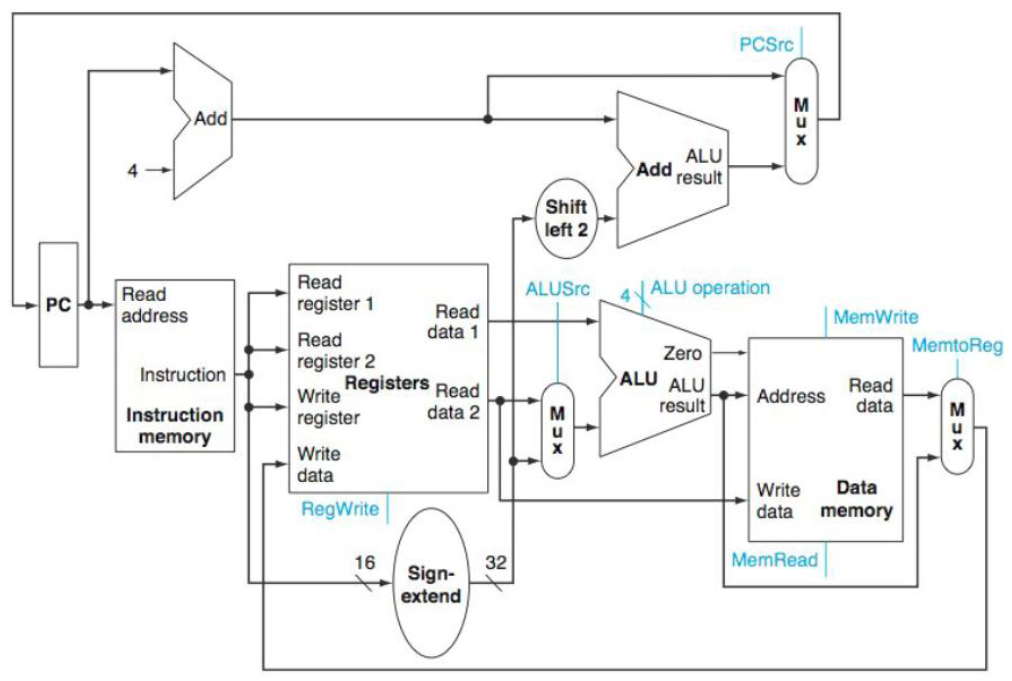 PCSrc
Add
4
M
u
x
Add
ALU
result
Shift
left 2
PC
Read
address
Instruction
Instruction
memory
Read
register 1
Read
register 2
Write
register
Write
data
Registers
Read
data 1
Read
data 2
RegWrite
16
Sign-
extend
32
ALUSrc
M
u
x
4
ALU operation
Zero
ALU
ALU
result
MemWrite
Address
Read
data
Write
data
Data
memory
MemRead
MemtoReg
M
u
x